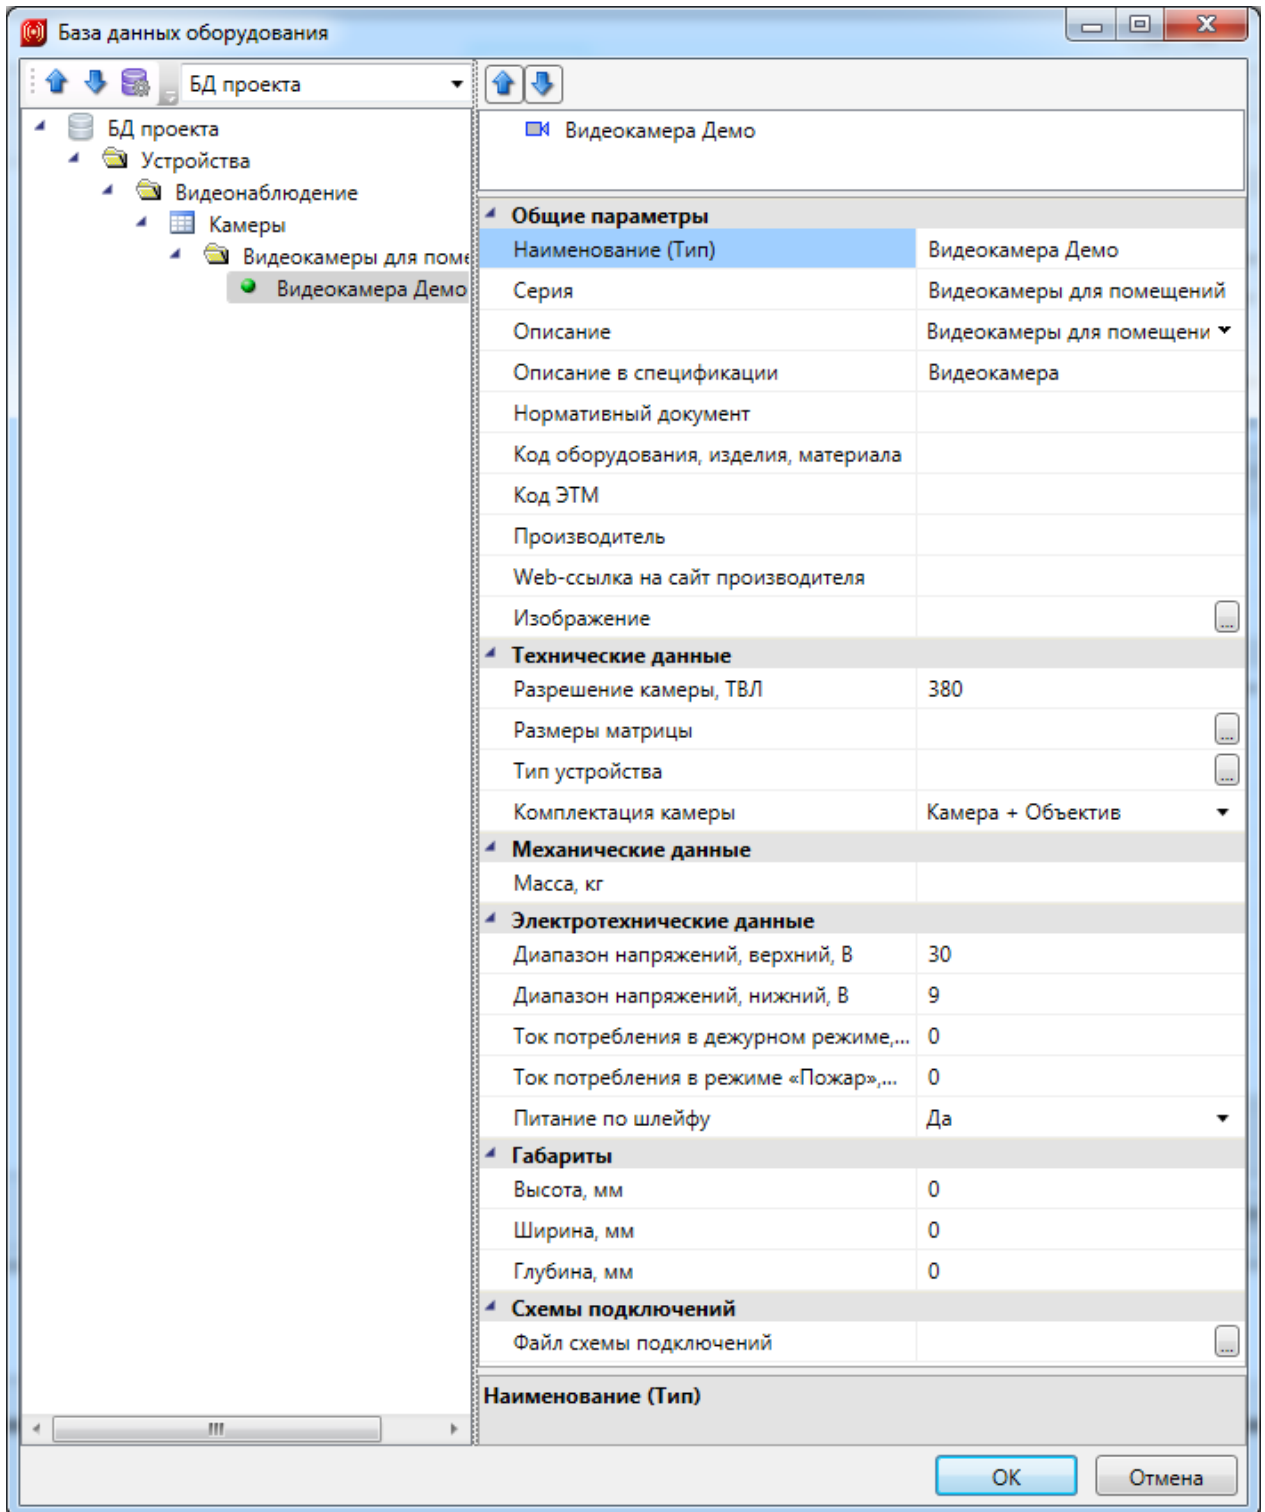 База данных оборудования
БД проекта
БД проекта
Устройства
Видеонаблюдение
Камеры
Видеокамеры для поме
Видеокамера Демо
Видеокамера Демо
Общие параметры
Наименование (Тип) Видеокамера Демо
Серия Видеокамеры для помещений
Описание Видеокамеры для помещени
Описание в спецификации Видеокамера
Нормативный документ
Код оборудования, изделия, материала
Код ЭТМ
Производитель
Web-ссылка на сайт производителя
Изображение ...
Технические данные
Разрешение камеры, ТВЛ 380
Размеры матрицы ...
Тип устройства ...
Комплектация камеры Камера + Объектив
Механические данные
Масса, кг
Электротехнические данные
Диапазон напряжений, верхний, В 30
Диапазон напряжений, нижний, В 9
Ток потребления в дежурном режиме,... 0
Ток потребления в режиме «Пожар»,... 0
Питание по шлейфу Да
Габариты
Высота, мм 0
Ширина, мм 0
Глубина, мм 0
Схемы подключений
Файл схемы подключений ...
Наименование (Тип)
OK Отмена